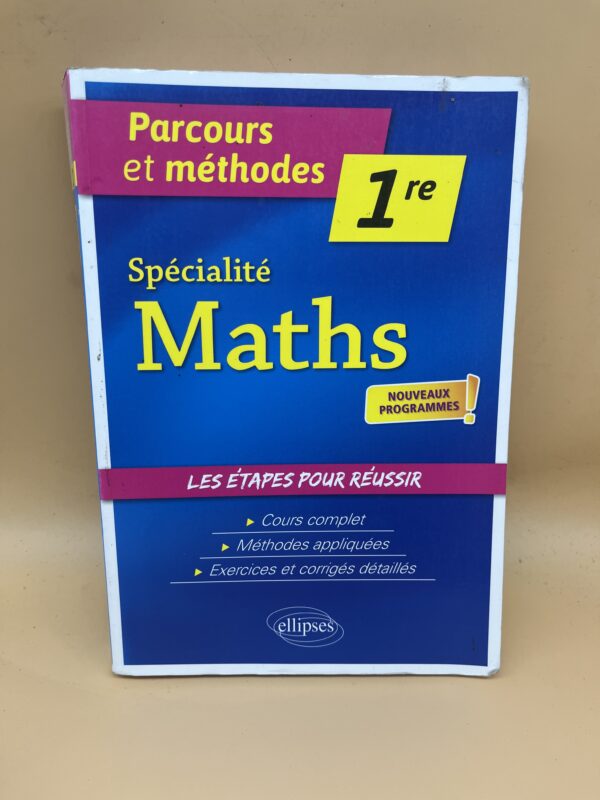 Parcours
et méthodes
1re
Spécialité
Maths
NOUVEAUX
PROGRAMMES !
LES ÉTAPES POUR RÉUSSIR
Cours complet
Méthodes appliquées
Exercices et corrigés détaillés
ellipses